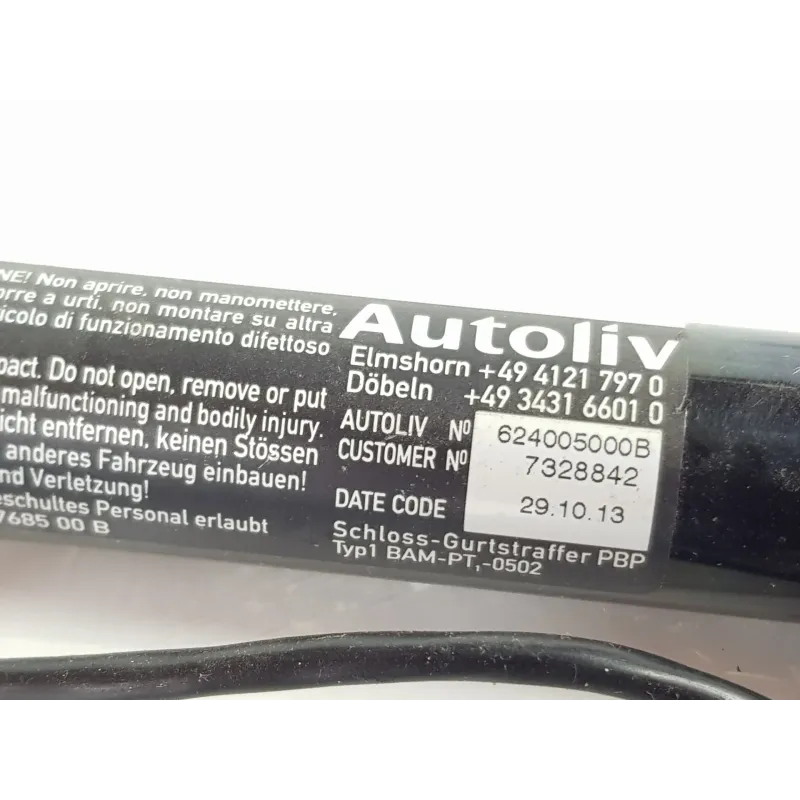 NE! Non aprire, non manomettere,
orre a urti, non montare su altra
icolo di funzionamento difettoso
pact. Do not open, remove or put
malfunctioning and bodily injury.
icht entfernen, keinen Stössen
anderes Fahrzeug einbauen!
nd Verletzung!
eschultes Personal erlaubt
7685 00 B
Autoliv
Elmshorn +49 4121 797 0
Döbeln +49 3431 6601 0
AUTOLIV Nº 624005000B
CUSTOMER Nº 7328842
DATE CODE 29.10.13
Schloss-Gurtstraffer PBP
Typ1 BAM-PT,-0502